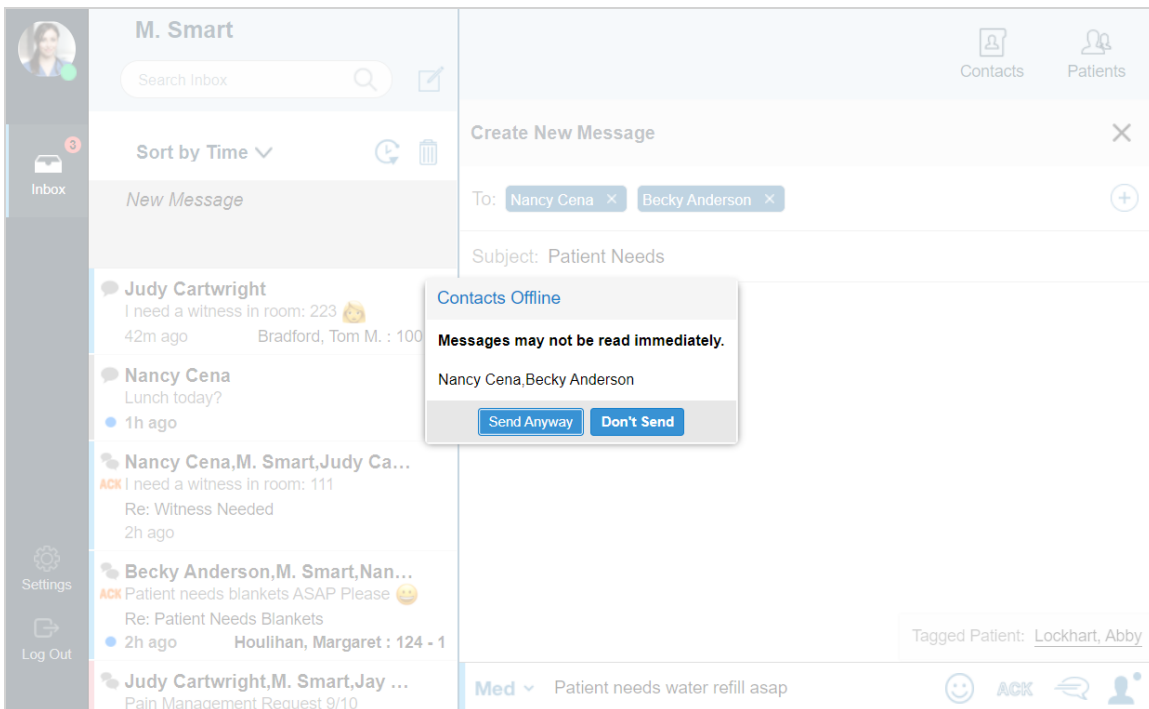 M. Smart
Search Inbox
Contacts
Patients
3
Inbox
Sort by Time
New Message
Create New Message
To: Nancy Cena × Becky Anderson ×
Subject: Patient Needs
Judy Cartwright
I need a witness in room: 223
42m ago Bradford, Tom M. : 100
Nancy Cena
Lunch today?
1h ago
Nancy Cena,M. Smart,Judy Ca...
ACK I need a witness in room: 111
Re: Witness Needed
2h ago
Becky Anderson,M. Smart,Nan...
ACK Patient needs blankets ASAP Please
Re: Patient Needs Blankets
2h ago Houlihan, Margaret : 124 - 1
Judy Cartwright,M. Smart,Jay ...
Pain Management Request 9/10
Contacts Offline
Messages may not be read immediately.
Nancy Cena,Becky Anderson
Send Anyway Don't Send
Settings
Log Out
Tagged Patient: Lockhart, Abby
Med Patient needs water refill asap ACK